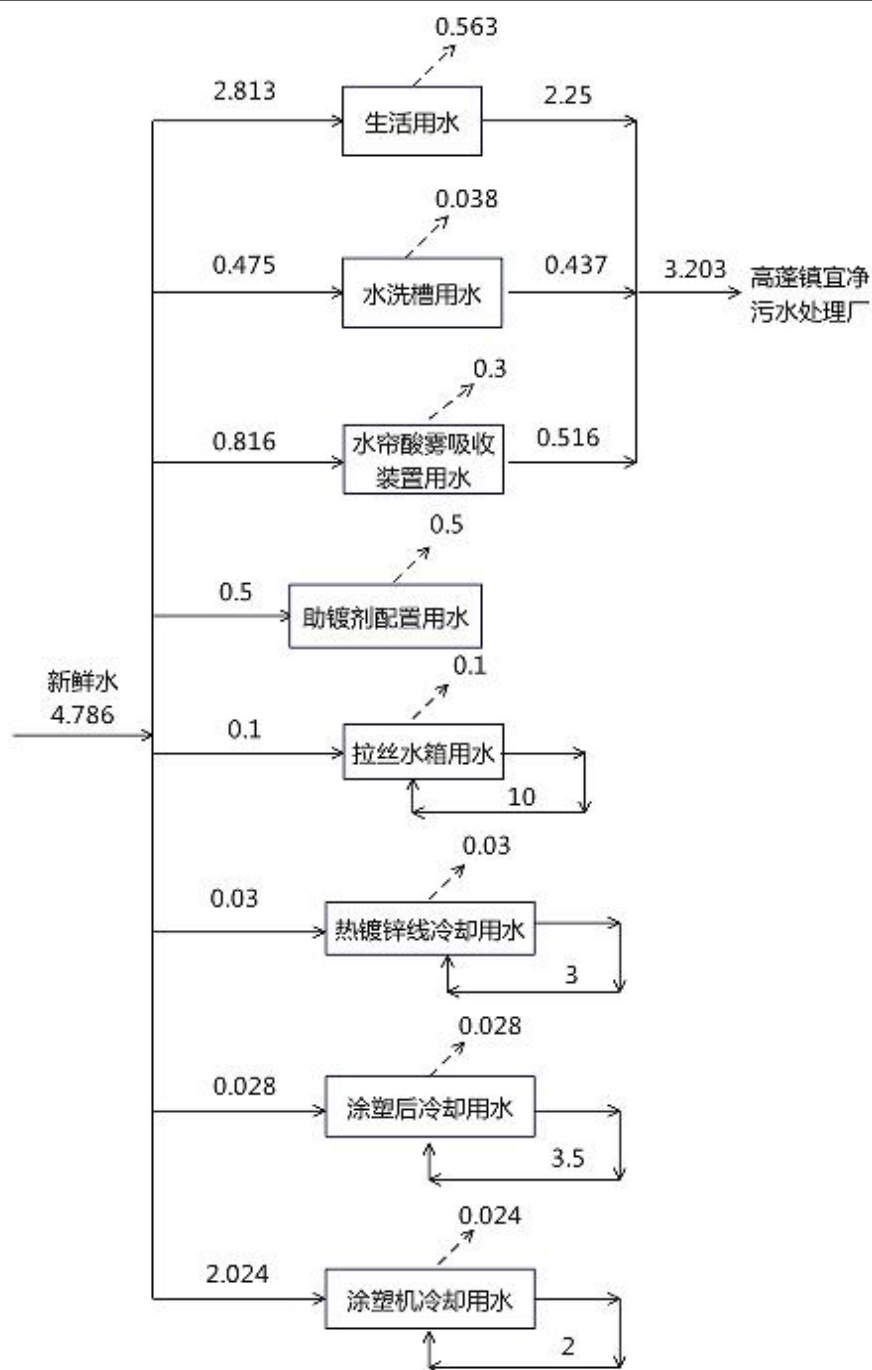 0.563
2.813
生活用水
2.25
0.038
0.475
水洗槽用水
0.437
3.203
高蓬镇宜净
污水处理厂
0.3
0.816
水帘酸雾吸收
装置用水
0.516
0.5
0.5
助镀剂配置用水
新鲜水
4.786
0.1
0.1
拉丝水箱用水
10
0.03
0.03
热镀锌线冷却用水
3
0.028
0.028
涂塑后冷却用水
3.5
0.024
2.024
涂塑机冷却用水
2